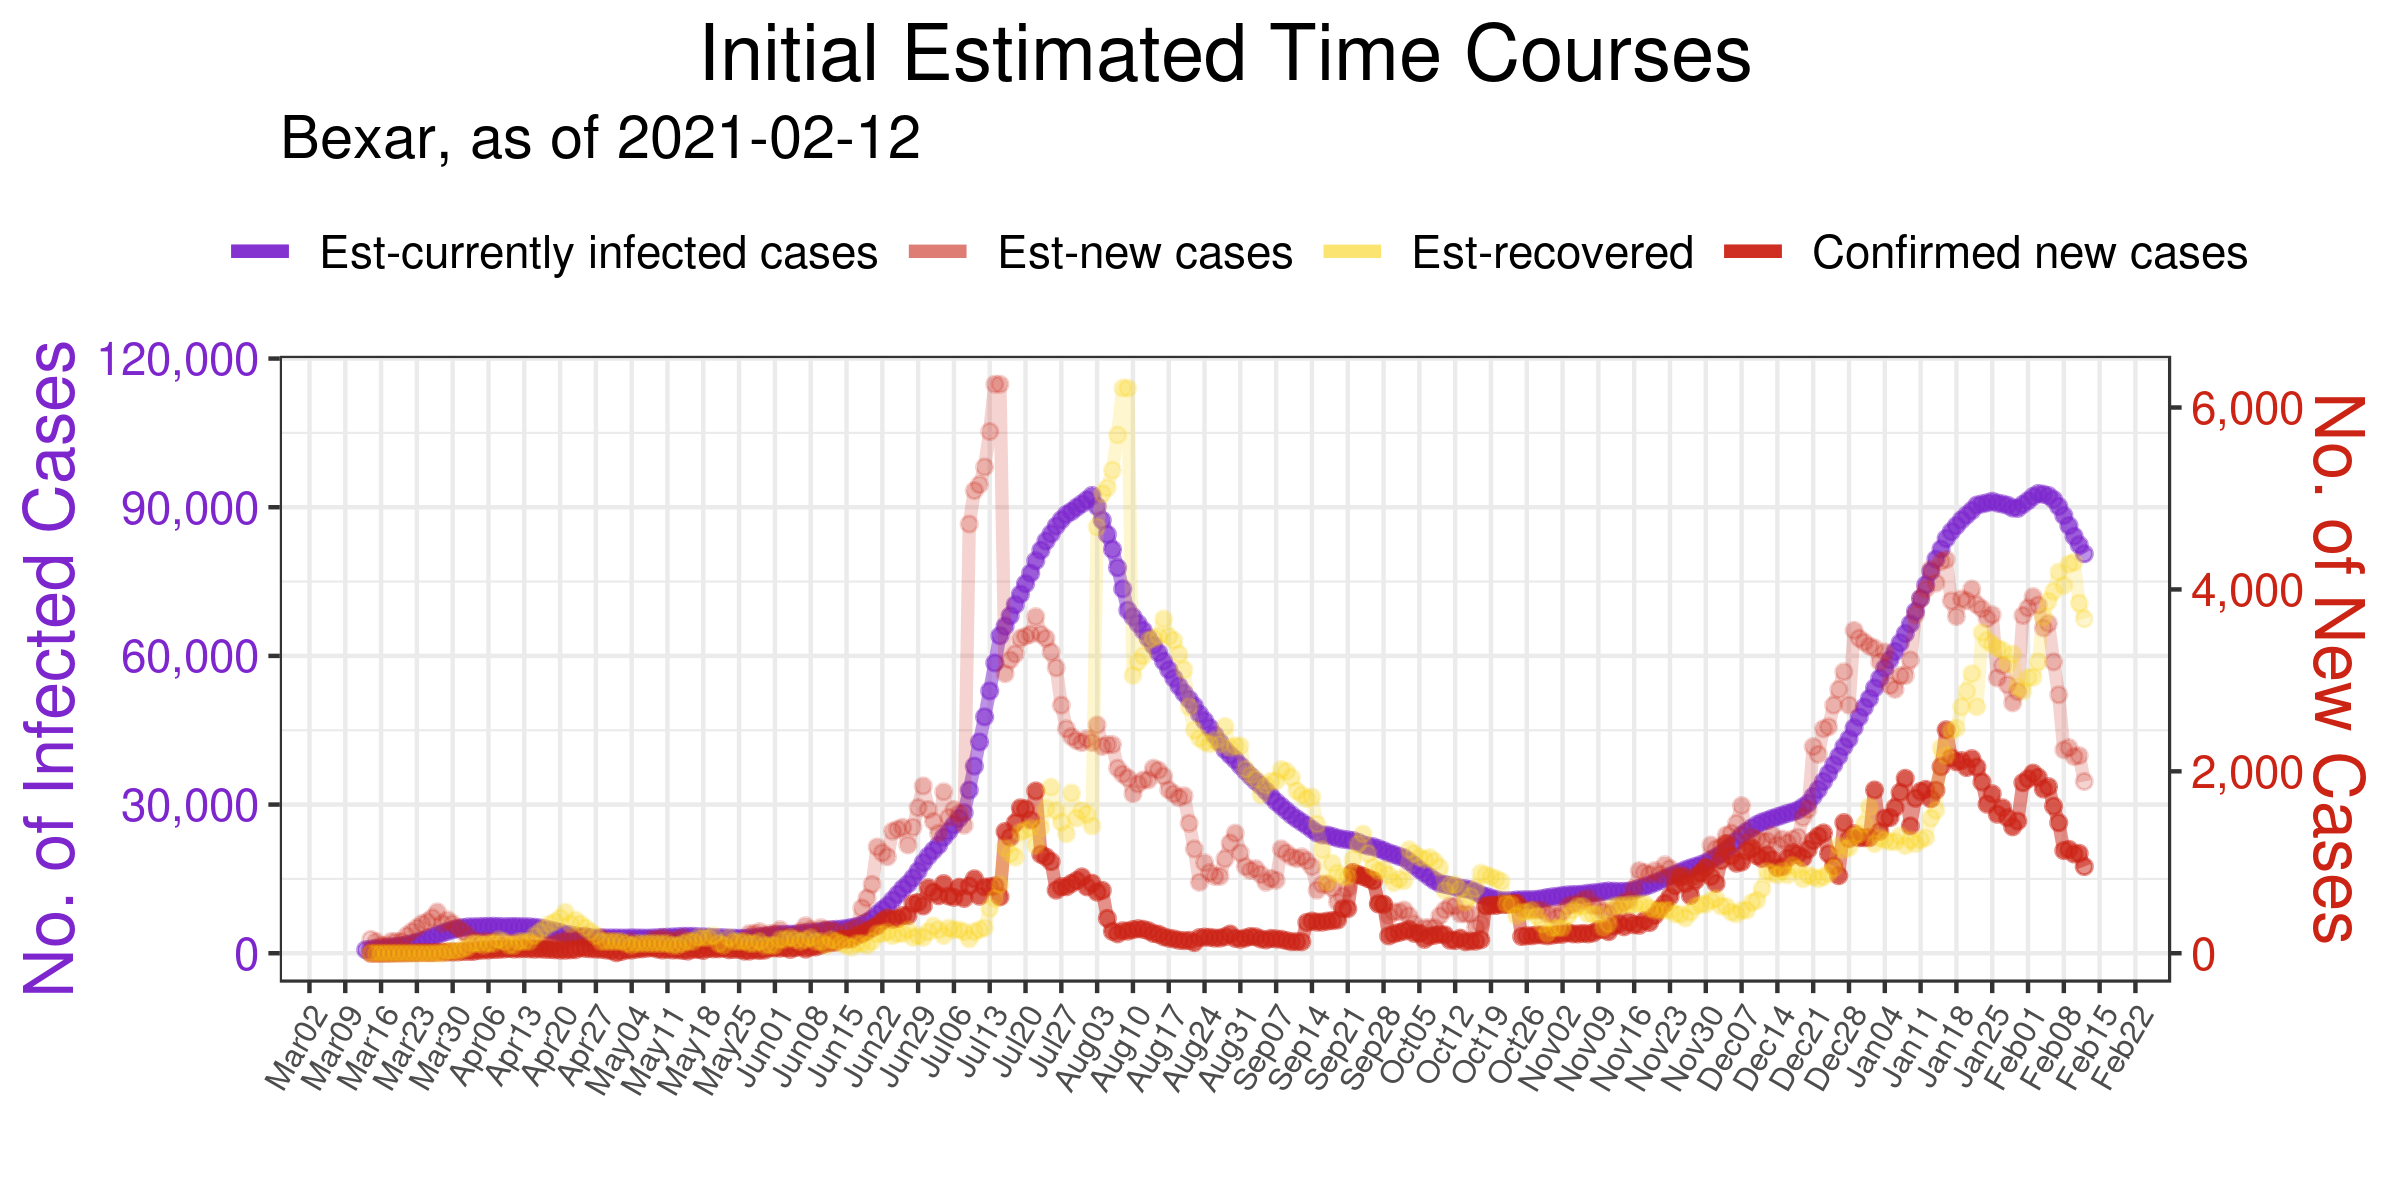 Initial Estimated Time Courses
Bexar, as of 2021-02-12
Est-currently infected cases Est-new cases Est-recovered Confirmed new cases
No. of Infected Cases
120,000
90,000
60,000
30,000
0
6,000
4,000
2,000
0
No. of New Cases
Mar02 Mar09 Mar16 Mar23 Mar30 Apr06 Apr13 Apr20 Apr27 May04 May11 May18 May25 Jun01 Jun08 Jun15 Jun22 Jun29 Jul06 Jul13 Jul20 Jul27 Aug03 Aug10 Aug17 Aug24 Aug31 Sep07 Sep14 Sep21 Sep28 Oct05 Oct12 Oct19 Oct26 Nov02 Nov09 Nov16 Nov23 Nov30 Dec07 Dec14 Dec21 Dec28 Jan04 Jan11 Jan18 Jan25 Feb01 Feb08 Feb15 Feb22